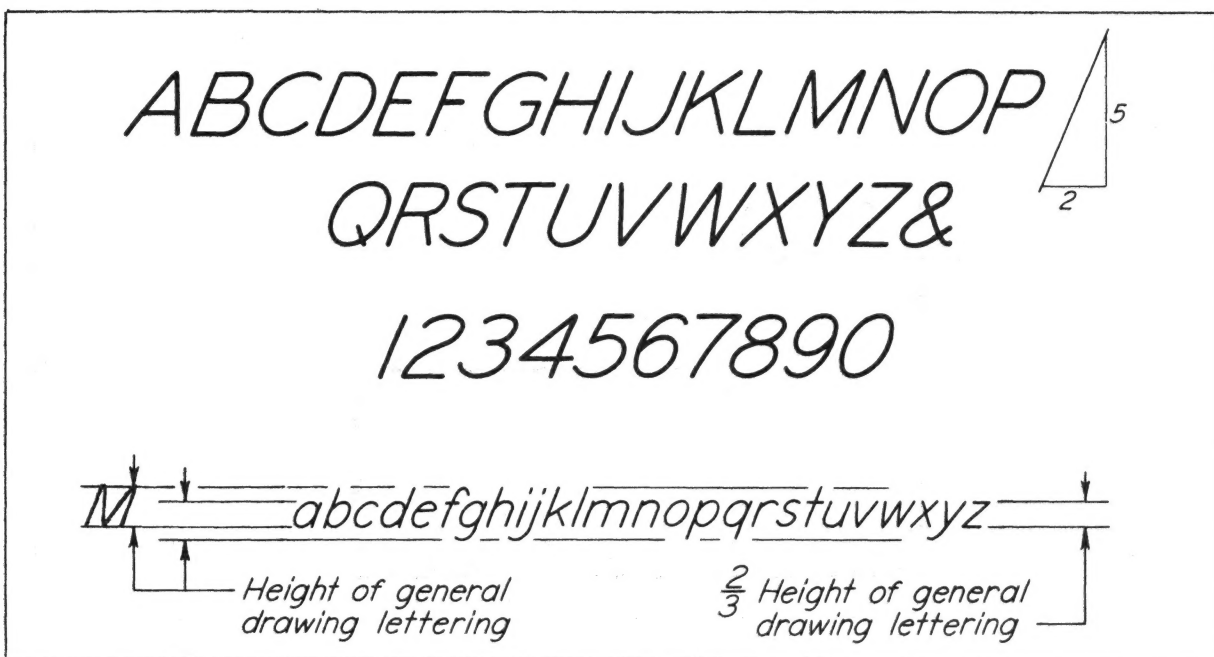 ABCDEFGHIJKLMNOP
5
2
QRSTUVWXYZ&
1234567890
M
abcdefghijklmnopqrstuvwxyz
Height of general
drawing lettering
2/3 Height of general
drawing lettering